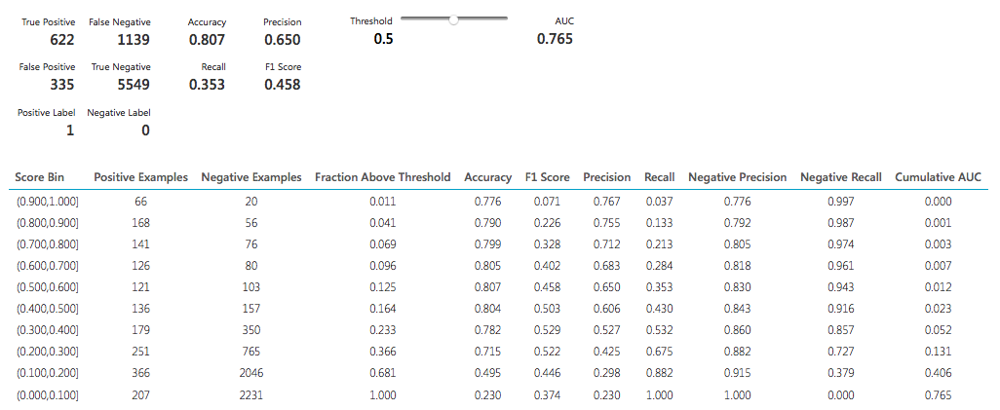 True Positive False Negative Accuracy Precision Threshold AUC
622 1139 0.807 0.650 0.5 0.765
False Positive True Negative Recall F1 Score
335 5549 0.353 0.458
Positive Label Negative Label
1 0
Score Bin Positive Examples Negative Examples Fraction Above Threshold Accuracy F1 Score Precision Recall Negative Precision Negative Recall Cumulative AUC
(0.900,1.000] 66 20 0.011 0.776 0.071 0.767 0.037 0.776 0.997 0.000
(0.800,0.900] 168 56 0.041 0.790 0.226 0.755 0.133 0.792 0.987 0.001
(0.700,0.800] 141 76 0.069 0.799 0.328 0.712 0.213 0.805 0.974 0.003
(0.600,0.700] 126 80 0.096 0.805 0.402 0.683 0.284 0.818 0.961 0.007
(0.500,0.600] 121 103 0.125 0.807 0.458 0.650 0.353 0.830 0.943 0.012
(0.400,0.500] 136 157 0.164 0.804 0.503 0.606 0.430 0.843 0.916 0.023
(0.300,0.400] 179 350 0.233 0.782 0.529 0.527 0.532 0.860 0.857 0.052
(0.200,0.300] 251 765 0.366 0.715 0.522 0.425 0.675 0.882 0.727 0.131
(0.100,0.200] 366 2046 0.681 0.495 0.446 0.298 0.882 0.915 0.379 0.406
(0.000,0.100] 207 2231 1.000 0.230 0.374 0.230 1.000 1.000 0.000 0.765